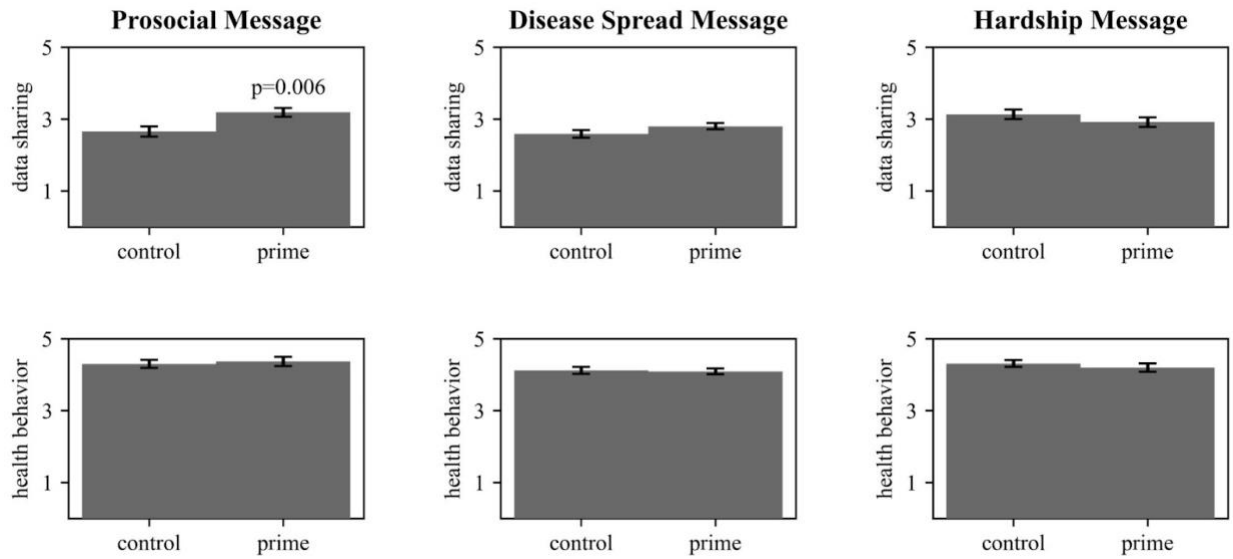 Prosocial Message
5
3
1
data sharing
p=0.006
control prime
Disease Spread Message
5
3
1
data sharing
control prime
Hardship Message
5
3
1
data sharing
control prime
5
3
1
health behavior
control prime
5
3
1
health behavior
control prime
5
3
1
health behavior
control prime